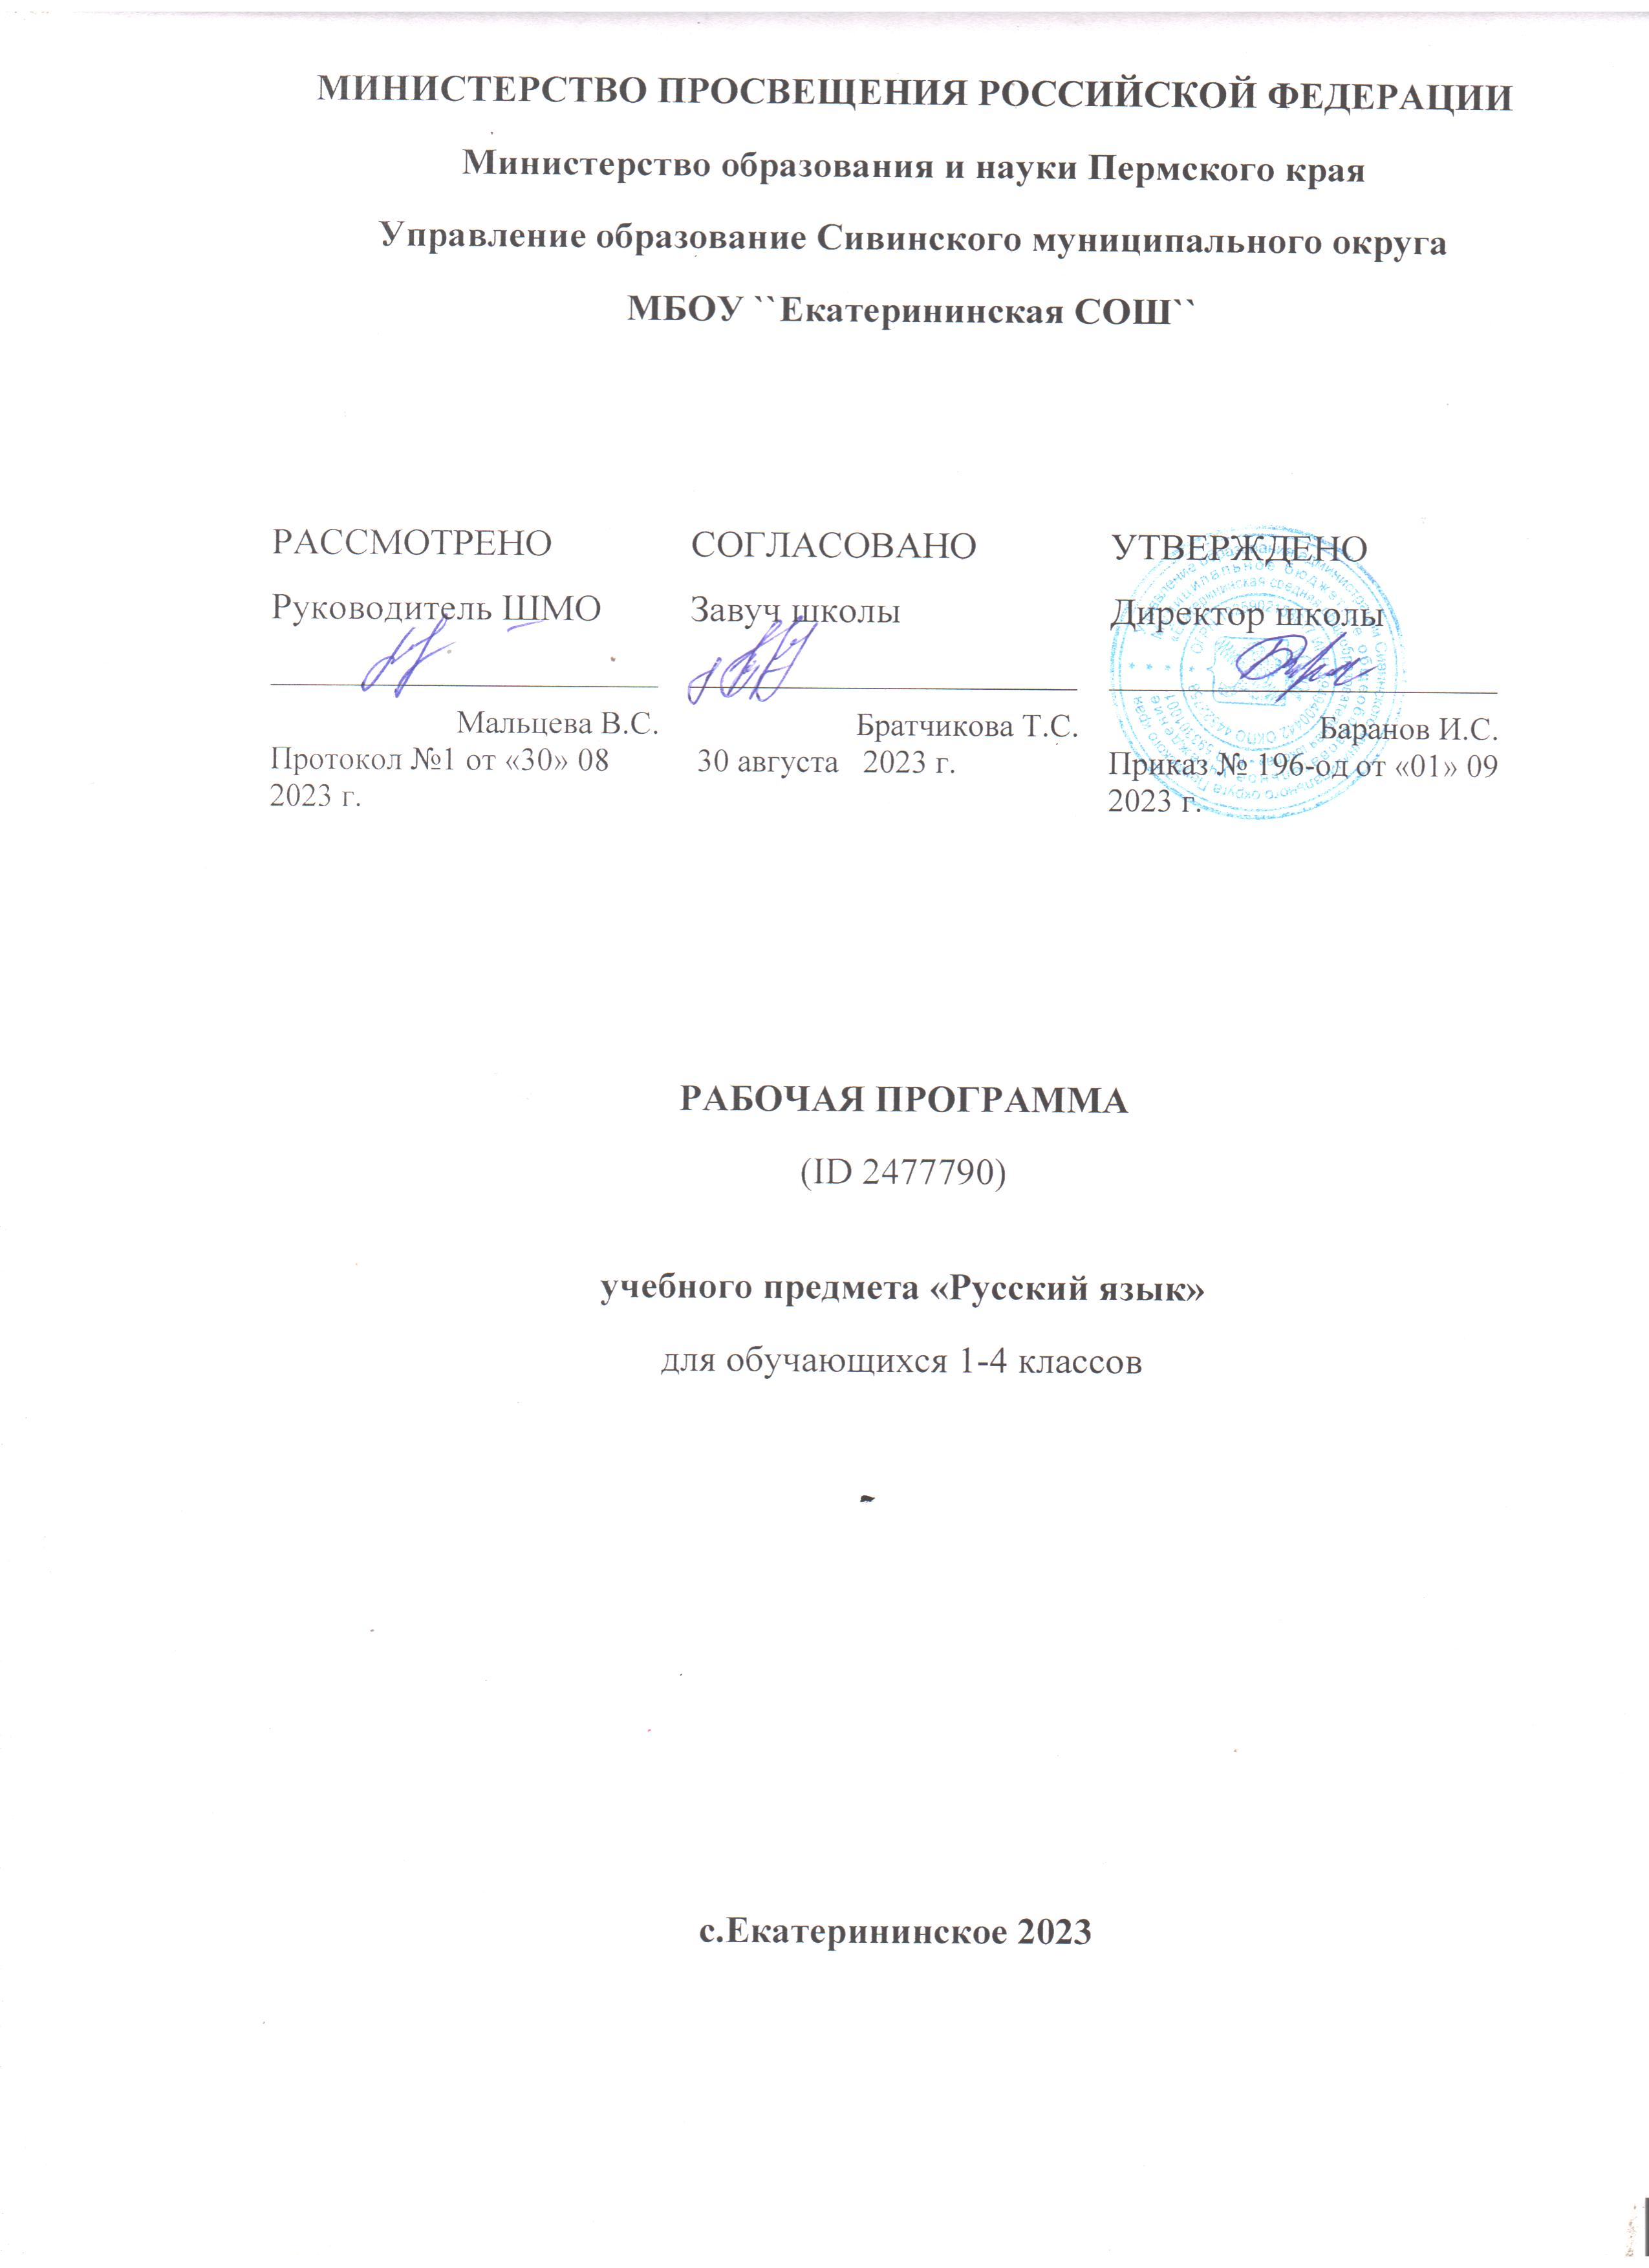 МИНИСТЕРСТВО ПРОСВЕЩЕНИЯ РОССИЙСКОЙ ФЕДЕРАЦИИ
Министерство образования и науки Пермского края
Управление образование Сивинского муниципального округа
МБОУ ``Екатерининская СОШ``
РАССМОТРЕНО
Руководитель ШМО
Мальцева В.С.
Протокол №1 от «30» 08
2023 г.
СОГЛАСОВАНО
Завуч школы
Братчикова Т.С.
30 августа 2023 г.
УТВЕРЖДЕНО
Директор школы
Баранов И.С.
Приказ № 196-од от «01» 09
2023 г.
РАБОЧАЯ ПРОГРАММА
(ID 2477790)
учебного предмета «Русский язык»
для обучающихся 1-4 классов
с.Екатерининское 2023